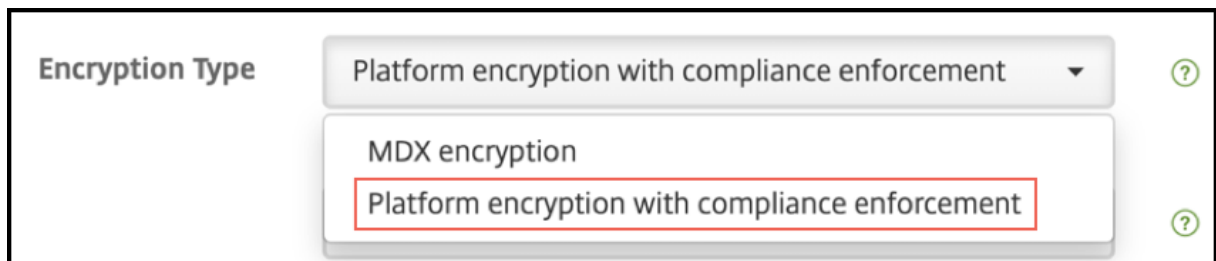 Encryption Type
Platform encryption with compliance enforcement
?
MDX encryption
Platform encryption with compliance enforcement
?